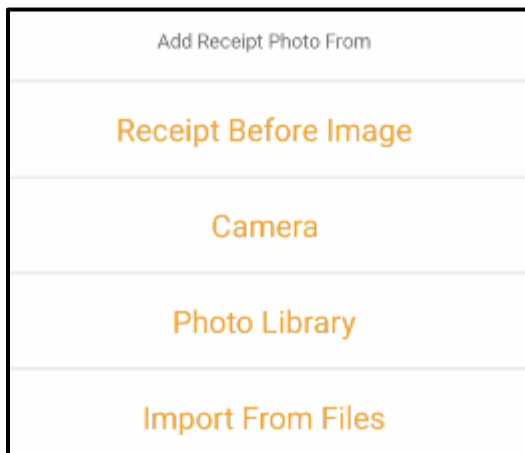 Add Receipt Photo From
Receipt Before Image
Camera
Photo Library
Import From Files